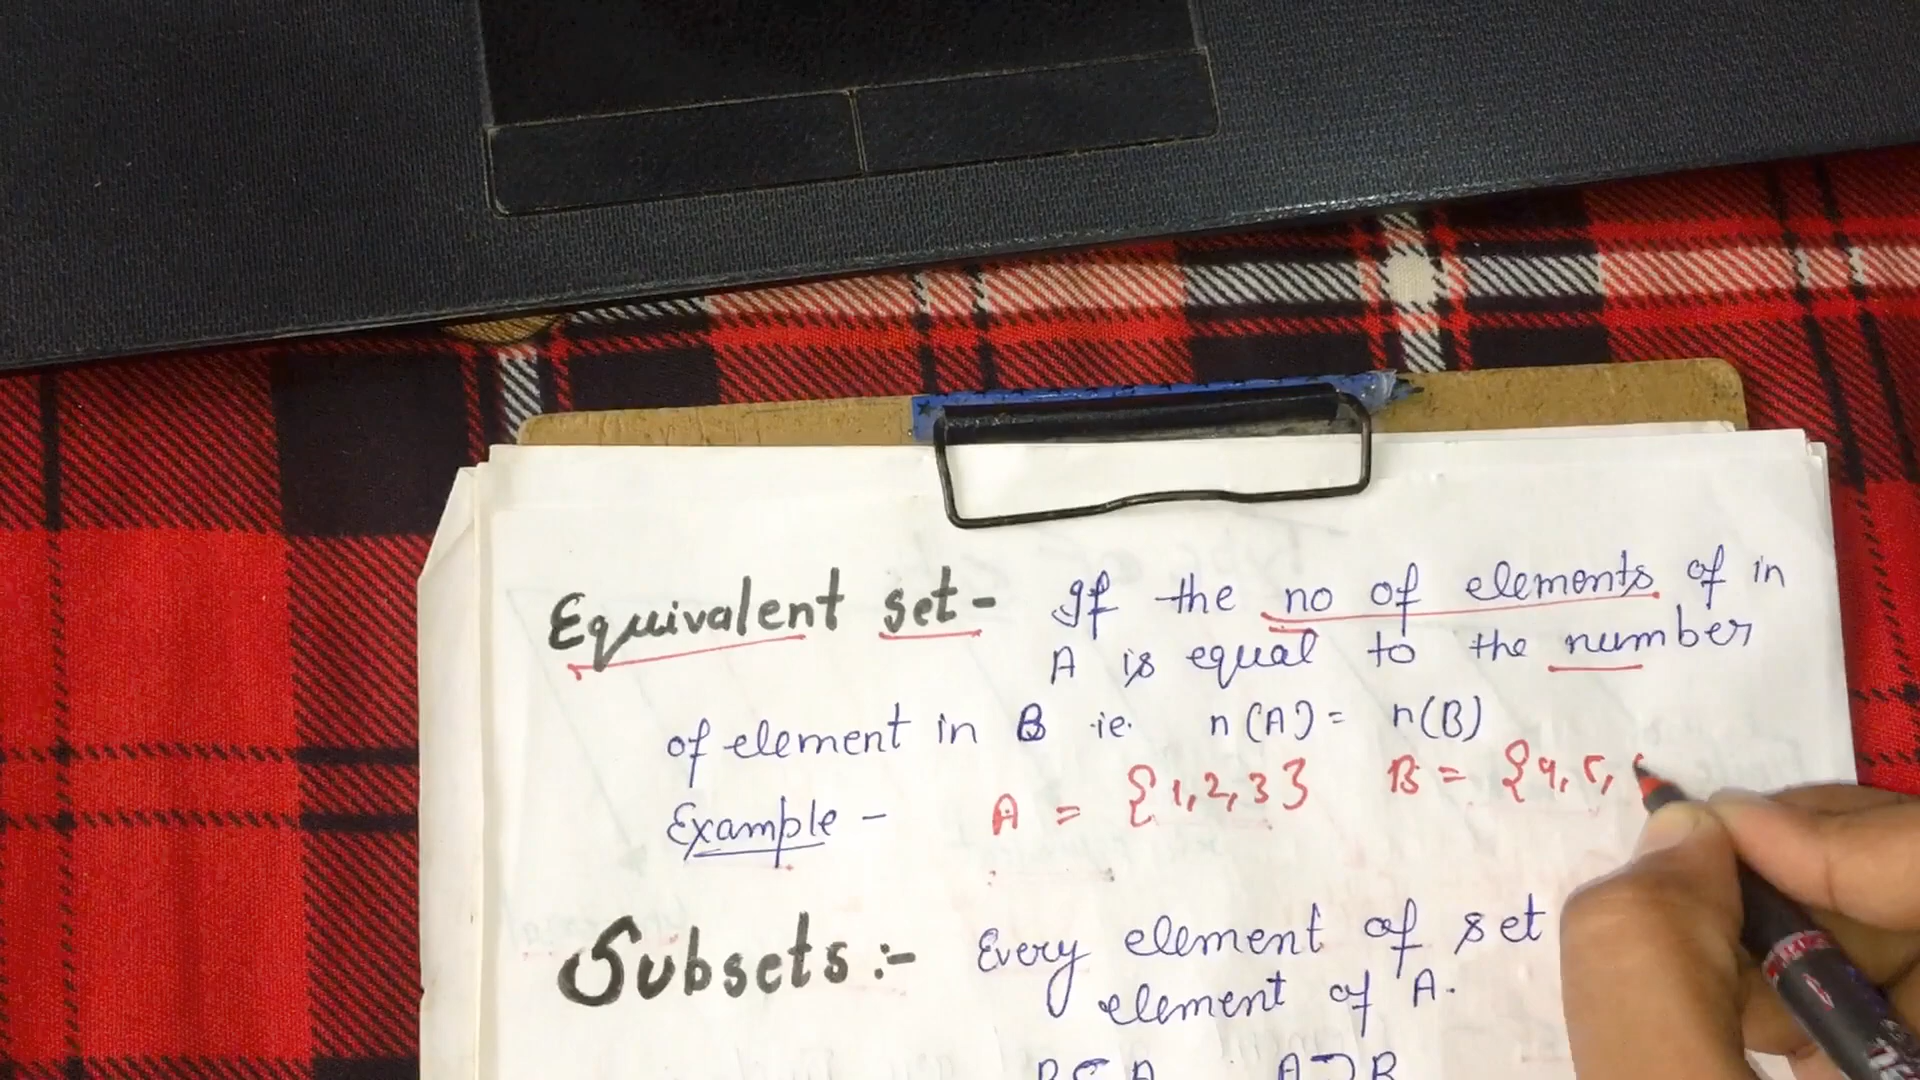 Equivalent set - If the no of elements of in
A is equal to the number
of element in B ie. n(A) = n(B)
Example - A = {1,2,3} B = {4, 5,
Subsets :- Every element of set
element of A.
B ⊂ A A ⊃ B